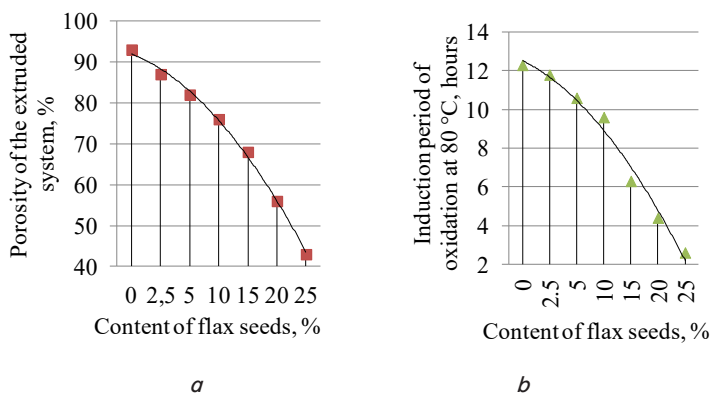 Porosity of the extruded
system, %
100
90
80
70
60
50
40
0 2,5 5 10 15 20 25
Content of flax seeds, %
a
Induction period of
oxidation at 80 °C, hours
14
12
10
8
6
4
2
0 2.5 5 10 15 20 25
Content of flax seeds, %
b